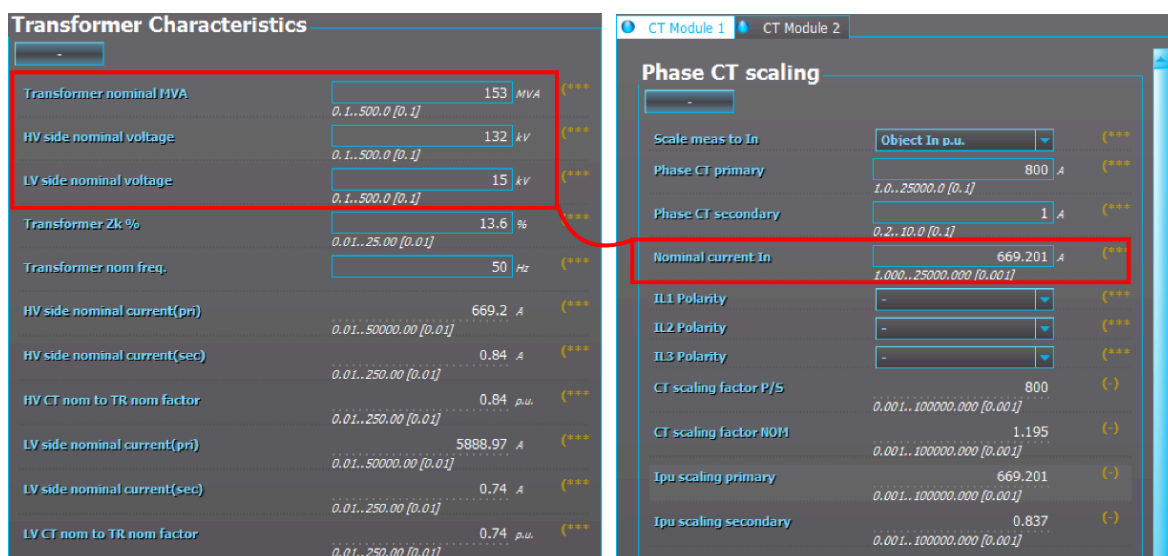 Transformer Characteristics
-
Transformer nominal MVA 153 MVA (***
0.1..500.0 [0.1]
HV side nominal voltage 132 kV (***
0.1..500.0 [0.1]
LV side nominal voltage 15 kV (***
0.1..500.0 [0.1]
Transformer Zk % 13.6 % (***
0.01..25.00 [0.01]
Transformer nom freq. 50 Hz (***
HV side nominal current(pri) 669.2 A (***
0.01..50000.00 [0.01]
HV side nominal current(sec) 0.84 A (***
0.01..250.00 [0.01]
HV CT nom to TR nom factor 0.84 p.u. (***
0.01..250.00 [0.01]
LV side nominal current(pri) 5888.97 A (***
0.01..50000.00 [0.01]
LV side nominal current(sec) 0.74 A (***
0.01..250.00 [0.01]
LV CT nom to TR nom factor 0.74 p.u. (***
0.01..250.00 [0.01]
CT Module 1 CT Module 2
Phase CT scaling
-
Scale meas to In Object In p.u. (***
Phase CT primary 800 A (***
1.0..25000.0 [0.1]
Phase CT secondary 1 A (***
0.2..10.0 [0.1]
Nominal current In 669.201 A (***
1.000..25000.000 [0.001]
IL1 Polarity - (***
IL2 Polarity - (***
IL3 Polarity - (***
CT scaling factor P/S 800 (-)
0.001..100000.000 [0.001]
CT scaling factor NOM 1.195 (-)
0.001..100000.000 [0.001]
Ipu scaling primary 669.201 (-)
0.001..100000.000 [0.001]
Ipu scaling secondary 0.837 (-)
0.001..100000.000 [0.001]